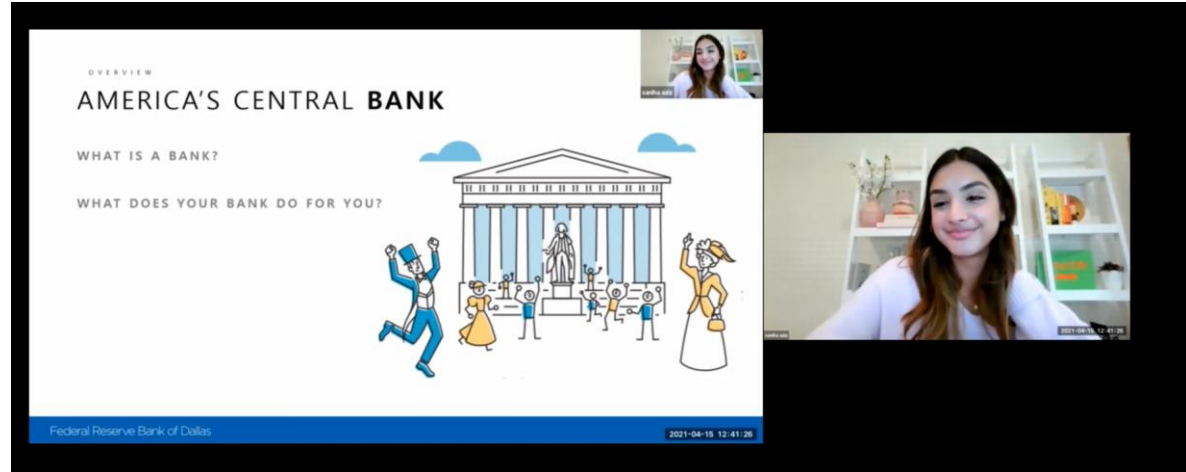 OVERVIEW
AMERICA'S CENTRAL BANK
WHAT IS A BANK?
WHAT DOES YOUR BANK DO FOR YOU?
Federal Reserve Bank of Dallas
2021-04-15 12:41:26
2021-04-15 12:41:26